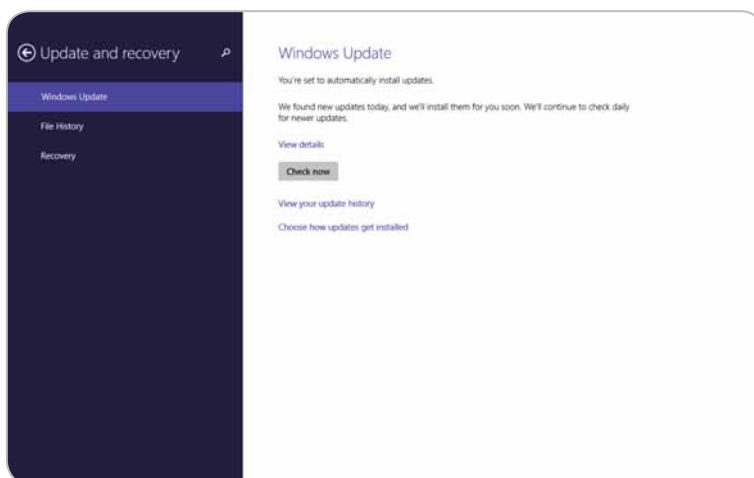 Update and recovery
Windows Update
File History
Recovery
Windows Update
You're set to automatically install updates.
We found new updates today, and we'll install them for you soon. We'll continue to check daily
for newer updates.
View details
Check now
View your update history
Choose how updates get installed